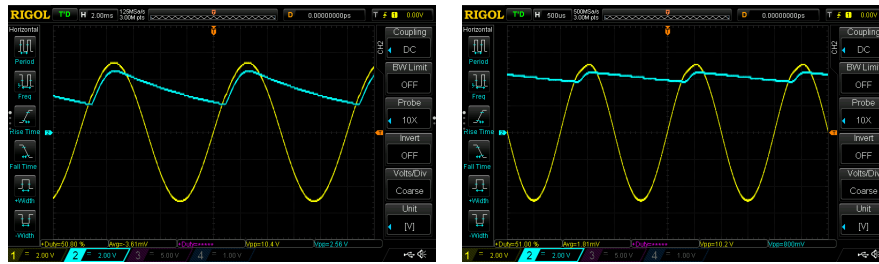 RIGOL T'D H 2.00ms 125MSa/s 3.00M pts D 0.00000000ps T 1 0.00V
Horizontal
Period
Freq
Rise Time
Fall Time
+Width
-Width
CH2
Coupling
DC
BW Limit
OFF
Probe
10X
Invert
OFF
Volts/Div
Coarse
Unit
[V]
+Duty=50.00 % Avg=-3.61mV +Duty=***** Vpp=10.4 V Vpp=2.56 V
1 = 2.00 V 2 = 2.00 V 3 = 5.00 V 4 = 1.00 V
RIGOL T'D H 500us 500MSa/s 3.00M pts D 0.00000000ps T 1 0.00V
Horizontal
Period
Freq
Rise Time
Fall Time
+Width
-Width
CH2
Coupling
DC
BW Limi
OFF
Probe
10X
Invert
OFF
Volts/Div
Coarse
Unit
[V]
+Duty=51.00 % Avg=1.81mV +Duty=***** Vpp=10.2 V Vpp=800mV
1 = 2.00 V 2 = 2.00 V 3 = 5.00 V 4 = 1.00 V